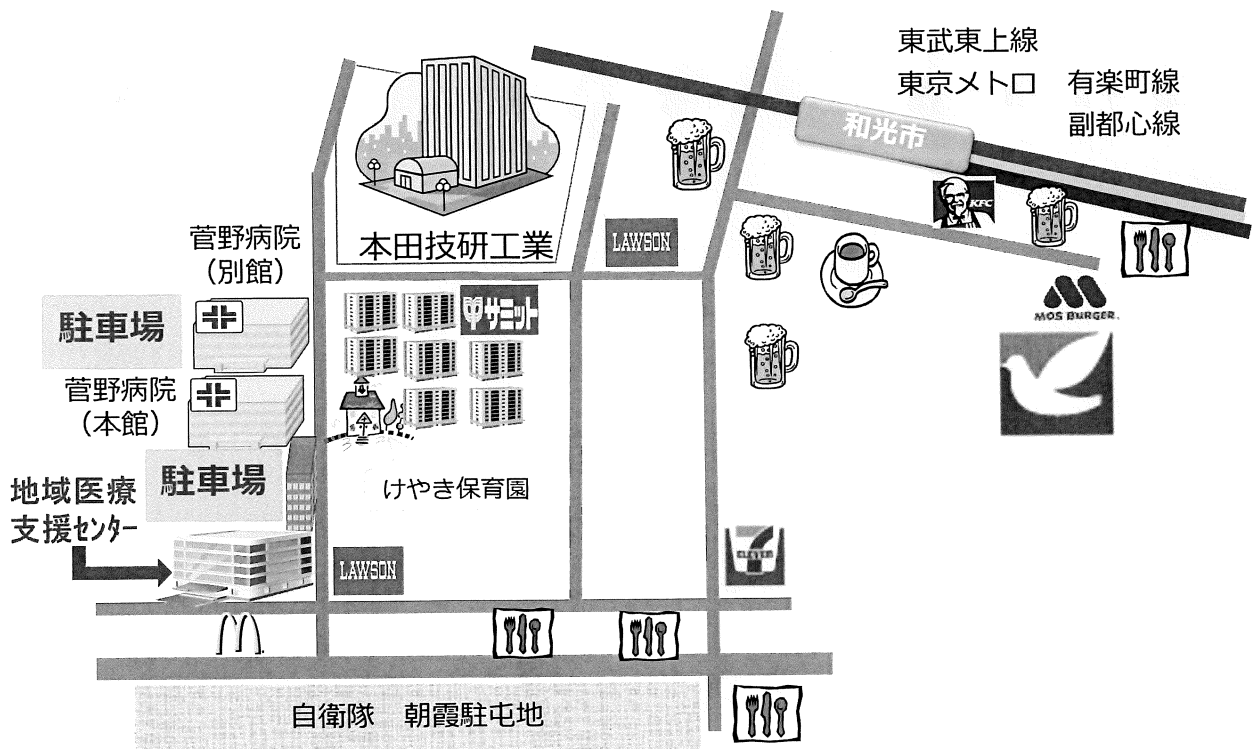 東武東上線
東京メトロ 有楽町線
副都心線
和光市
KFC
本田技研工業
LAWSON
菅野病院
(別館)
駐車場
サミット
MOS BURGER.
菅野病院
(本館)
駐車場
地域医療
支援センター
けやき保育園
LAWSON
7
ELEVEN
自衛隊 朝霞駐屯地